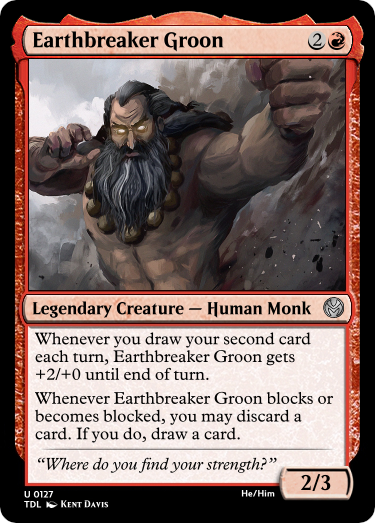 Earthbreaker Groon 2
Legendary Creature — Human Monk
Whenever you draw your second card
each turn, Earthbreaker Groon gets
+2/+0 until end of turn.
Whenever Earthbreaker Groon blocks or
becomes blocked, you may discard a
card. If you do, draw a card.
“Where do you find your strength?”
2/3
U 0127 He/Him
TDL Kent Davis